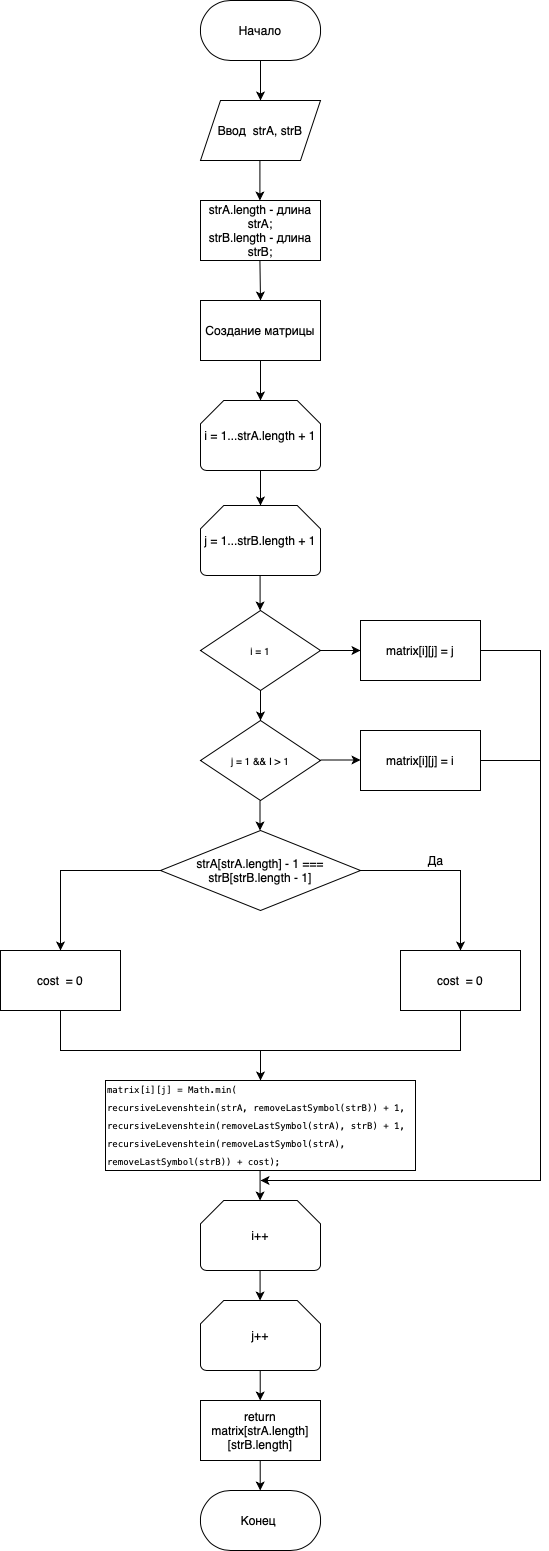 Начало
Ввод strA, strB
strA.length - длина
strA;
strB.length - длина
strB;
Создание матрицы
i = 1...strA.length + 1
j = 1...strB.length + 1
i = 1
matrix[i][j] = j
j = 1 && I > 1
matrix[i][j] = i
strA[strA.length] - 1 ===
strB[strB.length - 1]
Да
cost = 0
cost = 0
matrix[i][j] = Math.min(
recursiveLevenshtein(strA, removeLastSymbol(strB)) + 1,
recursiveLevenshtein(removeLastSymbol(strA), strB) + 1,
recursiveLevenshtein(removeLastSymbol(strA),
removeLastSymbol(strB)) + cost);
i++
j++
return
matrix[strA.length]
[strB.length]
Конец